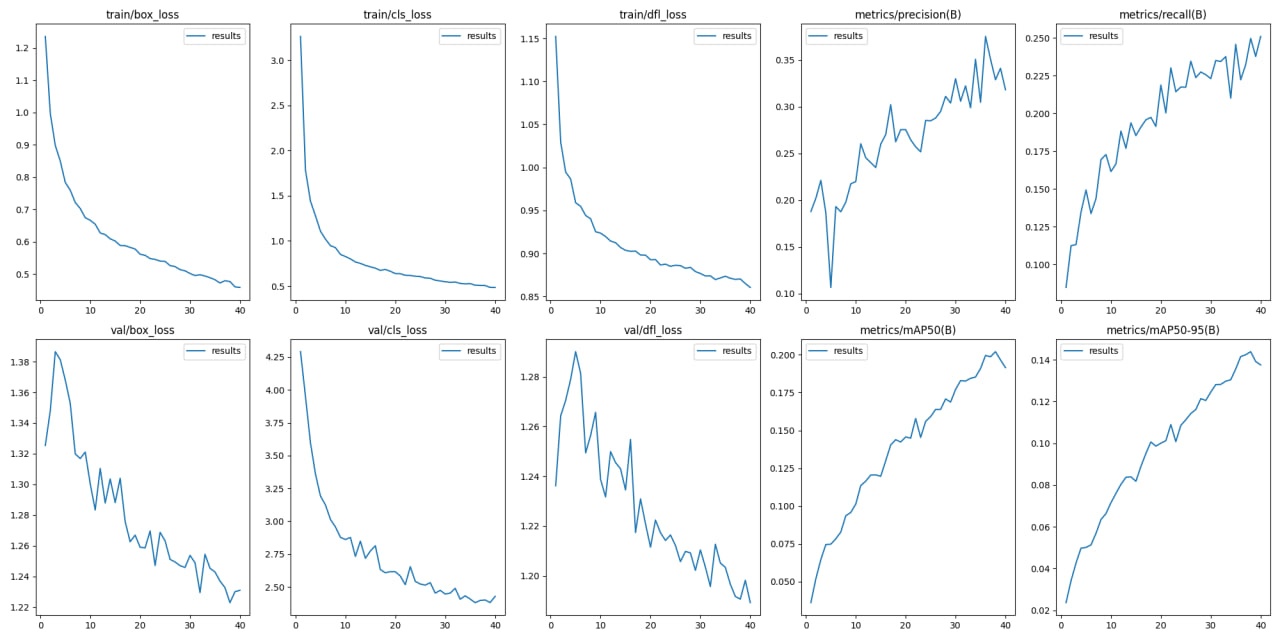 train/box_loss
results
1.2
1.1
1.0
0.9
0.8
0.7
0.6
0.5
0 10 20 30 40
train/cls_loss
results
3.0
2.5
2.0
1.5
1.0
0.5
0 10 20 30 40
train/dfl_loss
results
1.15
1.10
1.05
1.00
0.95
0.90
0.85
0 10 20 30 40
metrics/precision(B)
results
0.35
0.30
0.25
0.20
0.15
0.10
0 10 20 30 40
metrics/recall(B)
results
0.250
0.225
0.200
0.175
0.150
0.125
0.100
0 10 20 30 40
val/box_loss
results
1.38
1.36
1.34
1.32
1.30
1.28
1.26
1.24
1.22
0 10 20 30 40
val/cls_loss
results
4.25
4.00
3.75
3.50
3.25
3.00
2.75
2.50
0 10 20 30 40
val/dfl_loss
results
1.28
1.26
1.24
1.22
1.20
0 10 20 30 40
metrics/mAP50(B)
results
0.200
0.175
0.150
0.125
0.100
0.075
0.050
0 10 20 30 40
metrics/mAP50-95(B)
results
0.14
0.12
0.10
0.08
0.06
0.04
0.02
0 10 20 30 40